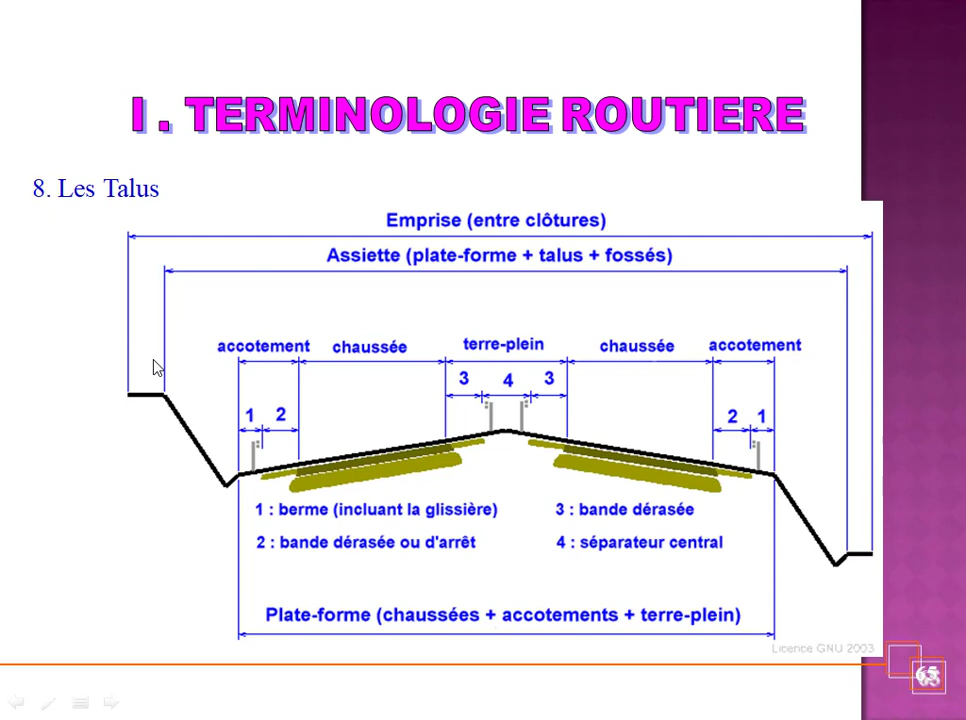 I . TERMINOLOGIE ROUTIERE
8. Les Talus
Emprise (entre clôtures)
Assiette (plate-forme + talus + fossés)
accotement chaussée terre-plein chaussée accotement
3 4 3
1 2 2 1
1 : berme (incluant la glissière) 3 : bande dérasée
2 : bande dérasée ou d'arrêt 4 : séparateur central
Plate-forme (chaussées + accotements + terre-plein)
Licence GNU 2003